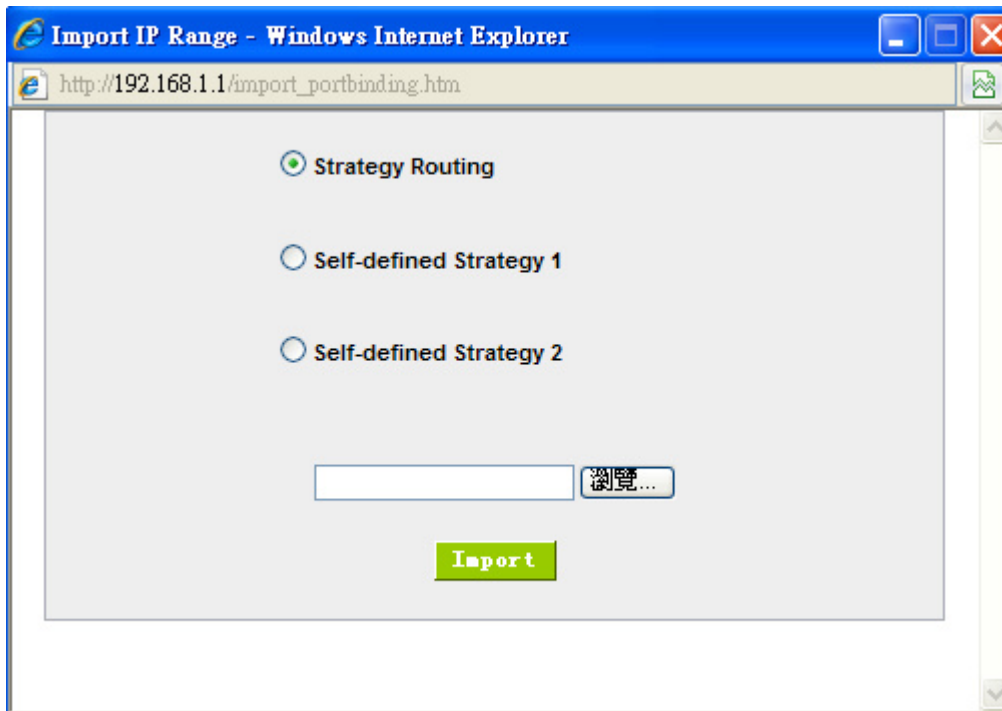 Import IP Range - Windows Internet Explorer
http://192.168.1.1/import_portbinding.htm
Strategy Routing
Self-defined Strategy 1
Self-defined Strategy 2
瀏覽...
Import